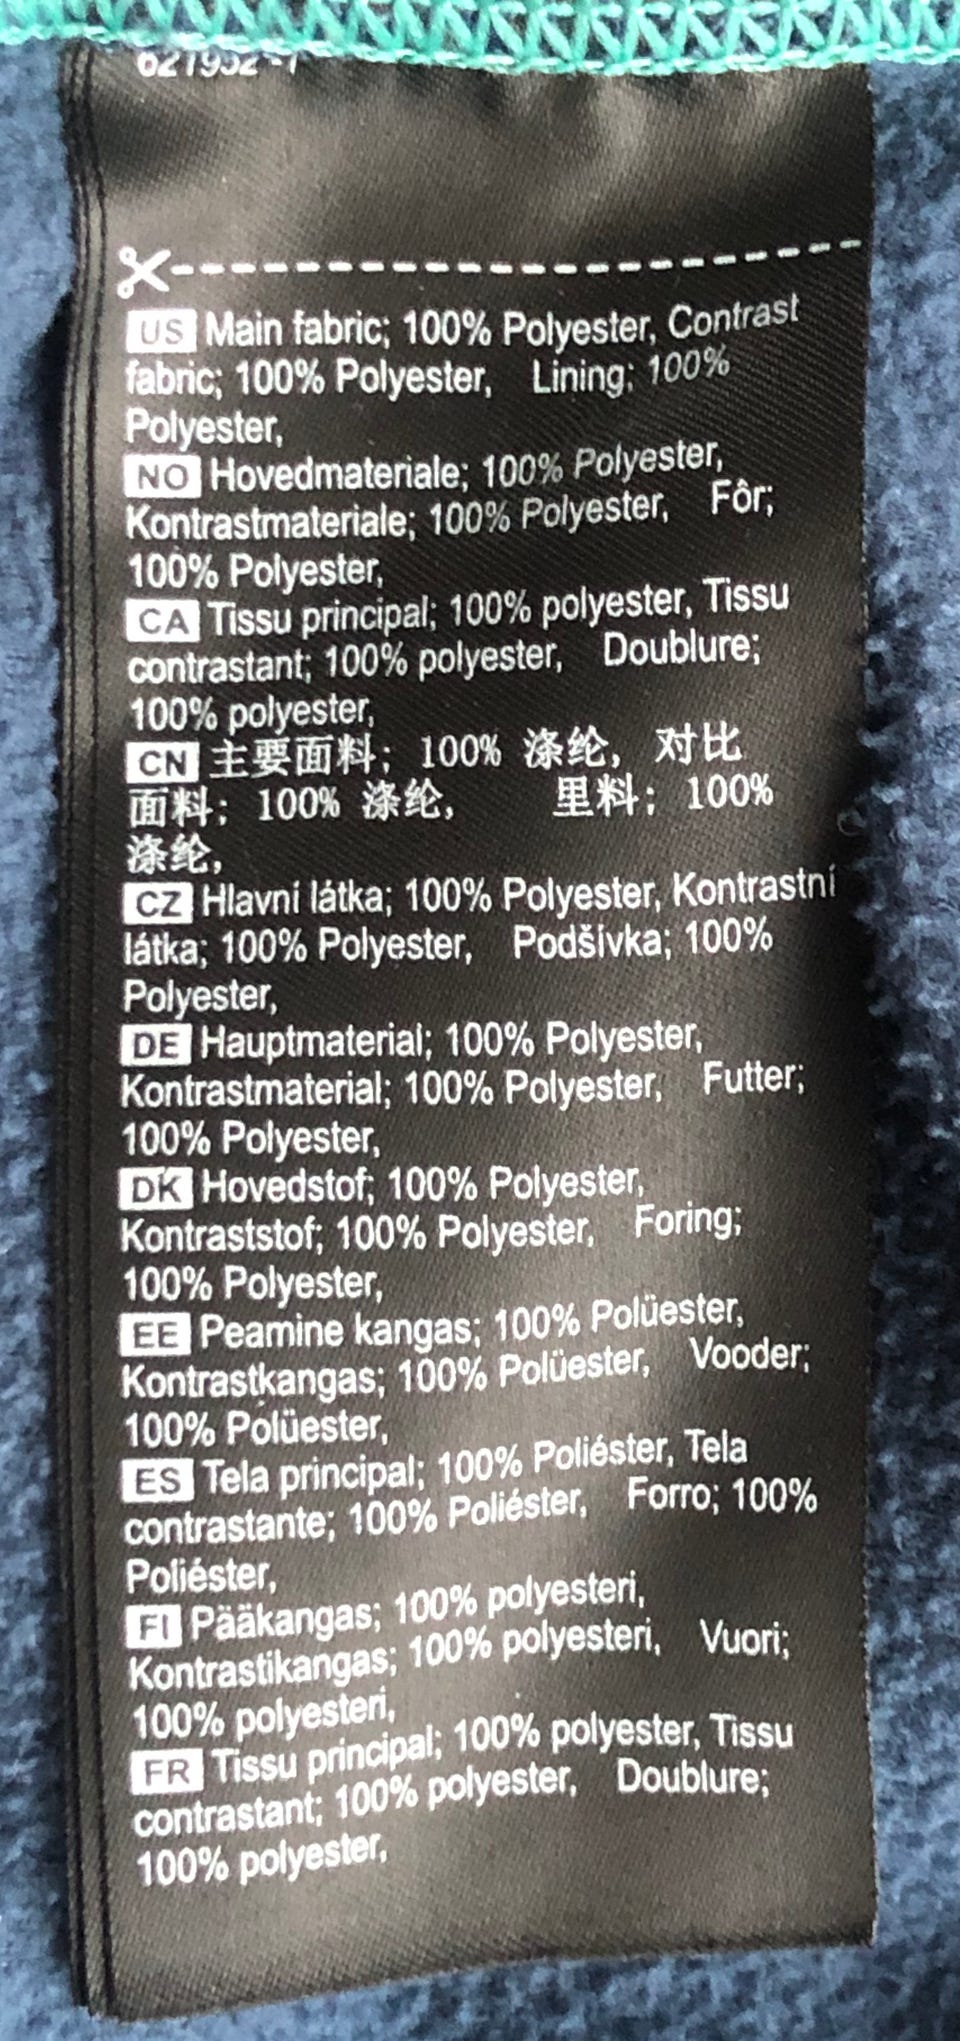 US Main fabric; 100% Polyester, Contrast
fabric; 100% Polyester, Lining; 100%
Polyester,
NO Hovedmateriale; 100% Polyester,
Kontrastmateriale; 100% Polyester, Fôr;
100% Polyester,
CA Tissu principal; 100% polyester, Tissu
contrastant; 100% polyester, Doublure;
100% polyester,
CN 主要面料; 100% 涤纶, 对比
面料; 100% 涤纶, 里料; 100%
涤纶,
CZ Hlavní látka; 100% Polyester, Kontrastní
látka; 100% Polyester, Podšívka; 100%
Polyester,
DE Hauptmaterial; 100% Polyester,
Kontrastmaterial; 100% Polyester, Futter;
100% Polyester,
DK Hovedstof; 100% Polyester,
Kontraststof; 100% Polyester, Foring;
100% Polyester,
EE Peamine kangas; 100% Polüester,
Kontrastkangas; 100% Polüester, Vooder;
100% Polüester,
ES Tela principal; 100% Poliéster, Tela
contrastante; 100% Poliéster, Forro; 100%
Poliéster,
FI Pääkangas; 100% polyesteri,
Kontrastikangas; 100% polyesteri, Vuori;
100% polyesteri,
FR Tissu principal; 100% polyester, Tissu
contrastant; 100% polyester, Doublure;
100% polyester,